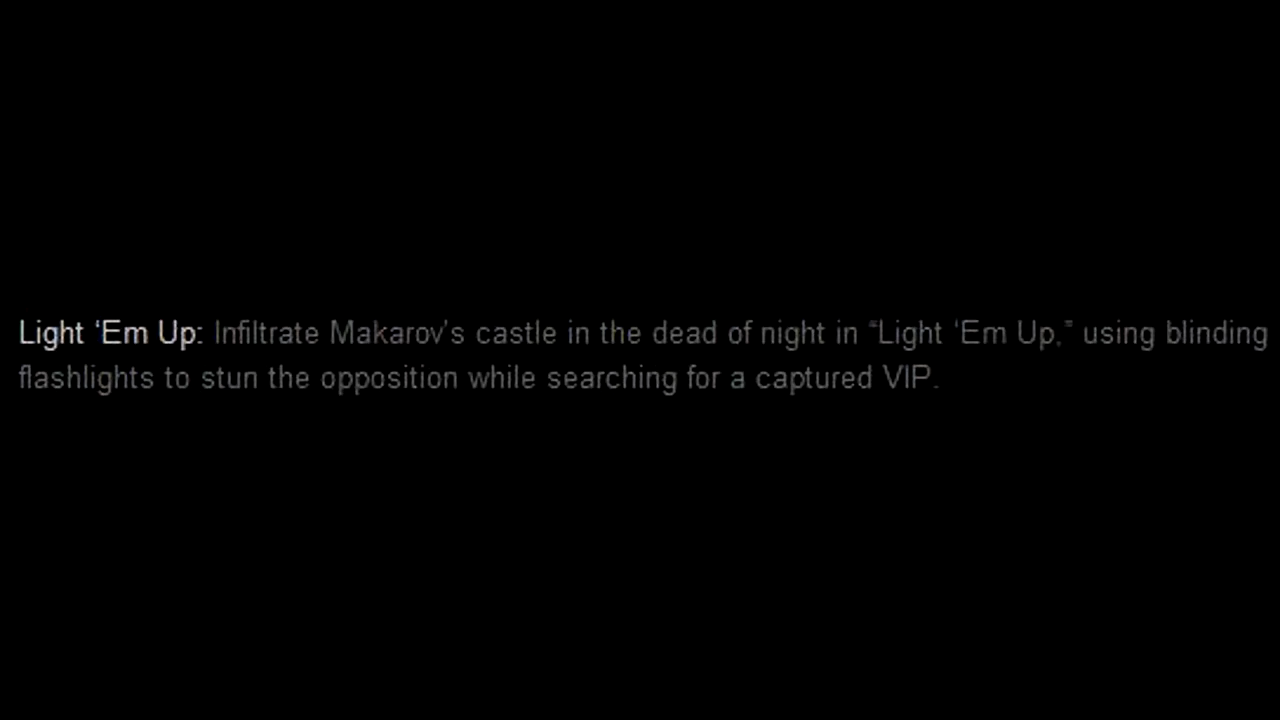 Light ‘Em Up: Infiltrate Makarov’s castle in the dead of night in “Light ‘Em Up,” using blinding
flashlights to stun the opposition while searching for a captured VIP.